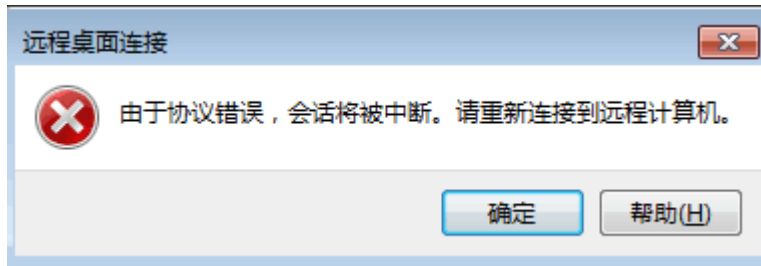 远程桌面连接
由于协议错误，会话将被中断。请重新连接到远程计算机。
确定
帮助(H)